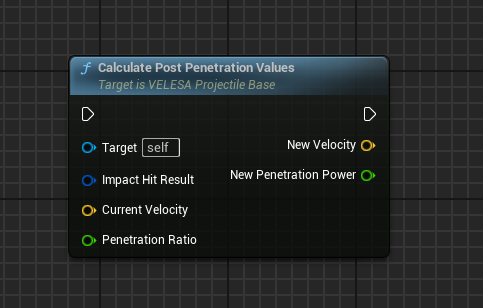 f Calculate Post Penetration Values
Target is VELESA Projectile Base
Target self
New Velocity
Impact Hit Result
New Penetration Power
Current Velocity
Penetration Ratio